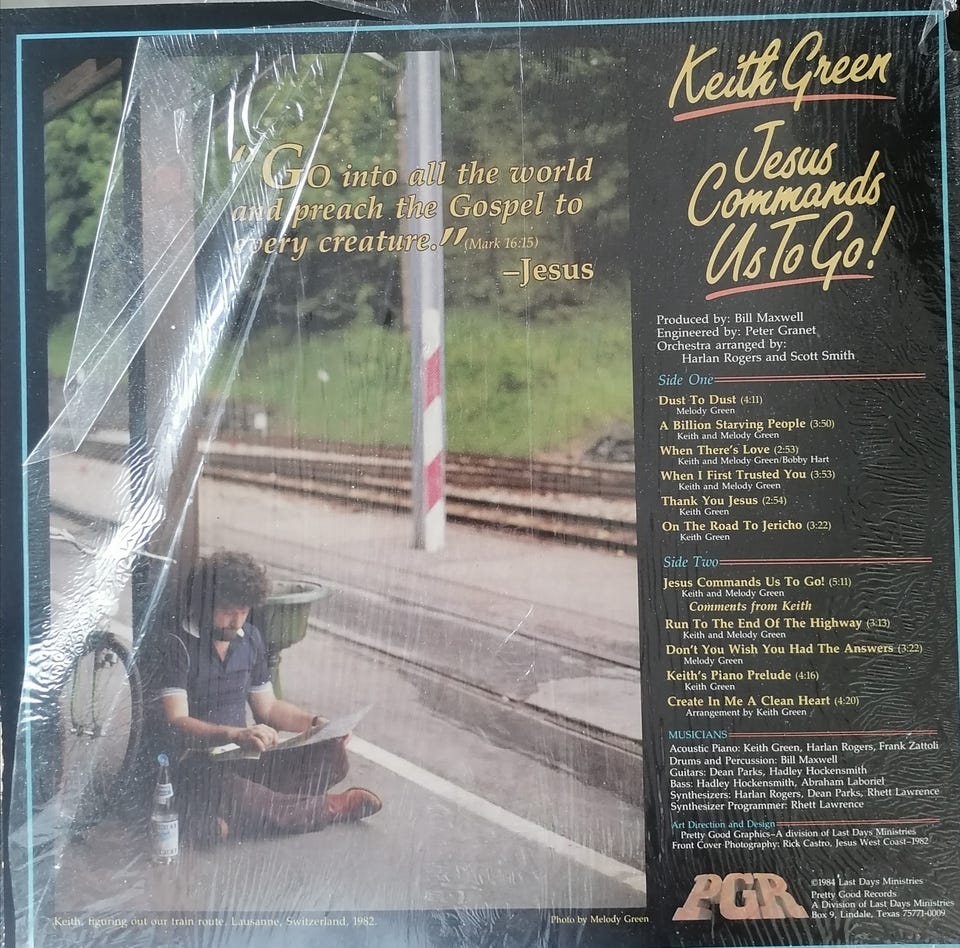 "Go into all the world
and preach the Gospel to
every creature." (Mark 16:15)
–Jesus
Keith Green
Jesus
Commands
Us To Go!
Produced by: Bill Maxwell
Engineered by: Peter Granet
Orchestra arranged by:
Harlan Rogers and Scott Smith
Side One
Dust To Dust (4:11)
Melody Green
A Billion Starving People (3:50)
Keith and Melody Green
When There's Love (2:53)
Keith and Melody Green/Bobby Hart
When I First Trusted You (3:53)
Keith and Melody Green
Thank You Jesus (2:54)
Keith Green
On The Road To Jericho (3:22)
Keith Green
Side Two
Jesus Commands Us To Go! (5:11)
Keith and Melody Green
Comments from Keith
Run To The End Of The Highway (3:13)
Keith and Melody Green
Don't You Wish You Had The Answers (3:22)
Melody Green
Keith's Piano Prelude (4:16)
Keith Green
Create In Me A Clean Heart (4:20)
Arrangement by Keith Green
MUSICIANS
Acoustic Piano: Keith Green, Harlan Rogers, Frank Zattoli
Drums and Percussion: Bill Maxwell
Guitars: Dean Parks, Hadley Hockensmith
Bass: Hadley Hockensmith, Abraham Laboriel
Synthesizers: Harlan Rogers, Dean Parks, Rhett Lawrence
Synthesizer Programmer: Rhett Lawrence
Art Direction and Design
Pretty Good Graphics–A division of Last Days Ministries
Front Cover Photography: Rick Castro, Jesus West Coast–1982
PGR
©1984 Last Days Ministries
Pretty Good Records
A Division of Last Days Ministries
Box 9, Lindale, Texas 75771-0009
Keith, figuring out our train route, Lausanne, Switzerland, 1982.
Photo by Melody Green